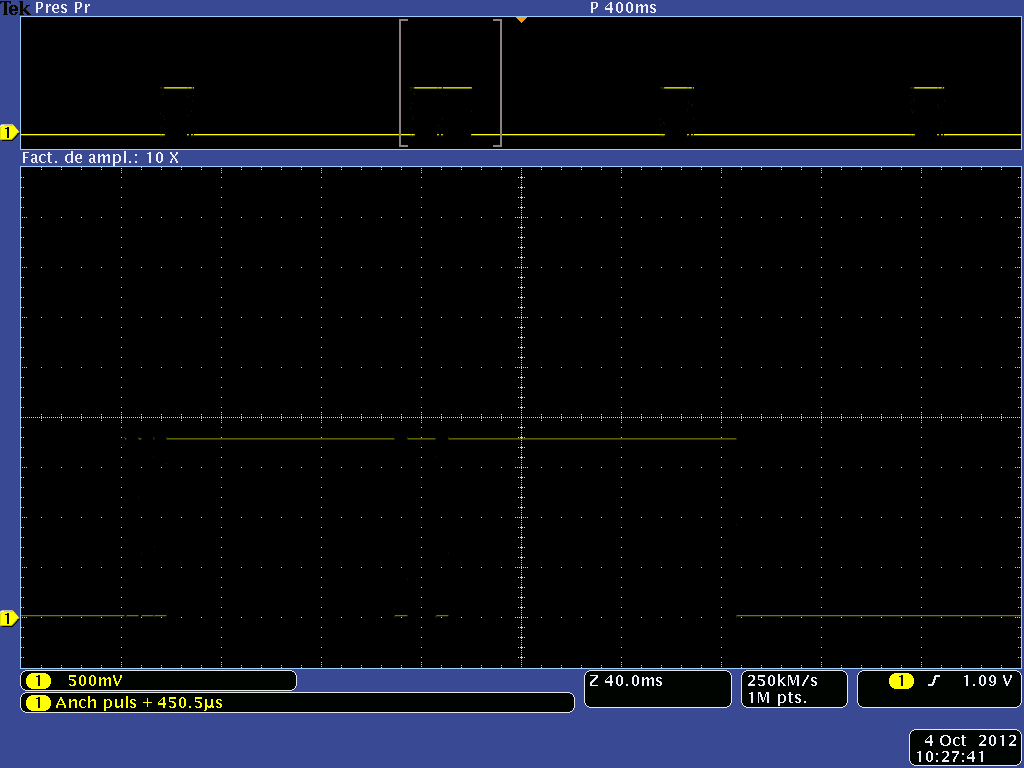 Tek Pres Pr P 400ms
1
Fact. de ampl.: 10 X
1
1 500mV Z 40.0ms 250kM/s 1 1.09 V
1M pts.
1 Anch puls + 450.5µs
4 Oct 2012
10:27:41